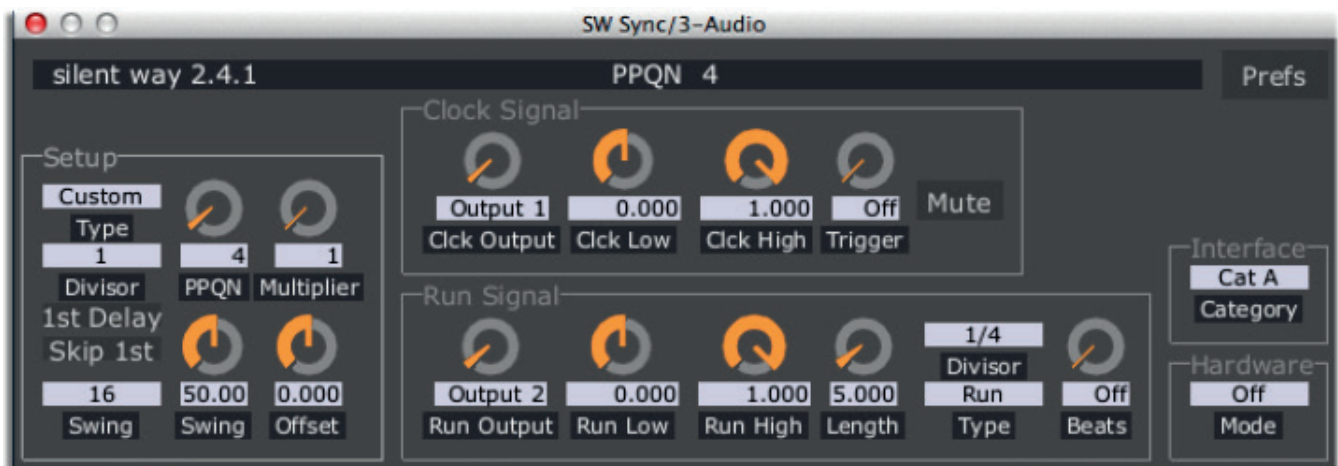 SW Sync/3-Audio
silent way 2.4.1 PPQN 4
Prefs
Setup
Custom
Type
1 4 1
Divisor PPQN Multiplier
1st Delay
Skip 1st
16 50.00 0.000
Swing Swing Offset
Clock Signal
Output 1 0.000 1.000 Off
Clck Output Clck Low Clck High Trigger
Mute
Run Signal
1/4
Divisor
Output 2 0.000 1.000 5.000 Run Off
Run Output Run Low Run High Length Type Beats
Interface
Cat A
Category
Hardware
Off
Mode